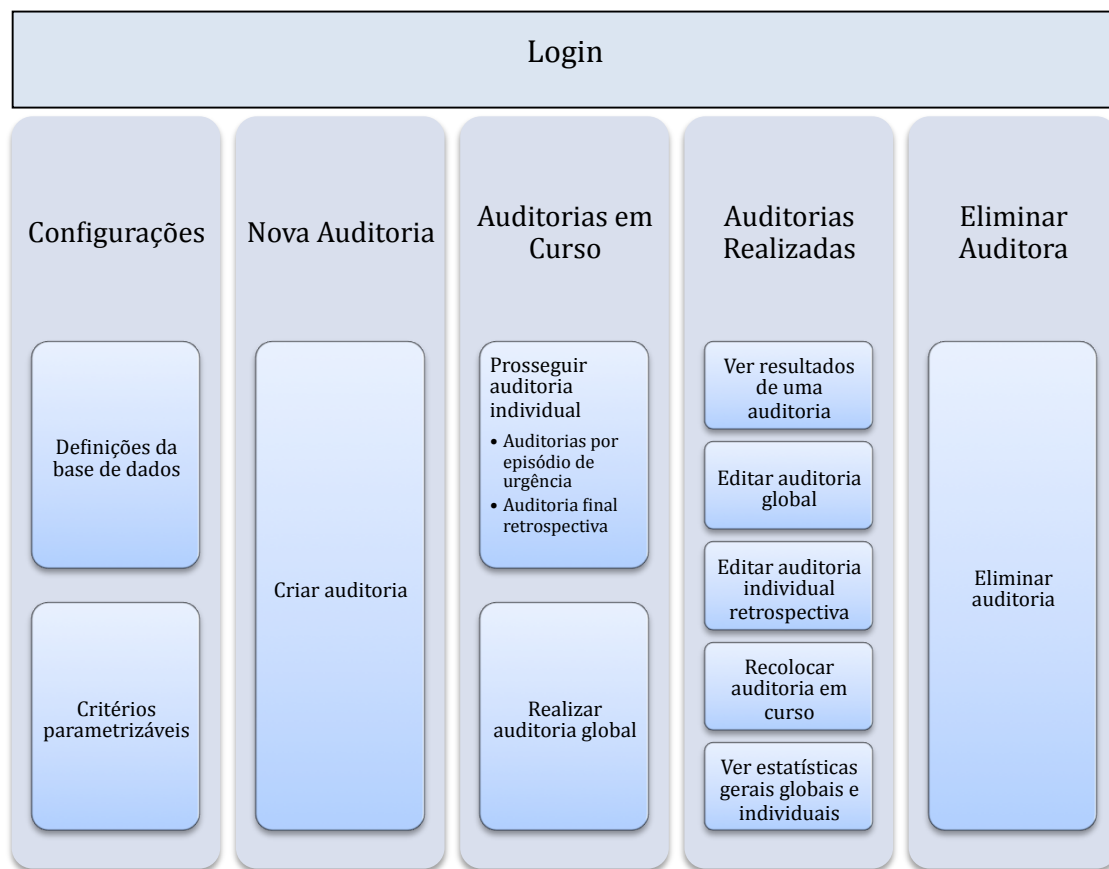 Login
Configurações
Definições da
base de dados
Critérios
parametrizáveis
Nova Auditoria
Criar auditoria
Auditorias em
Curso
Prosseguir
auditoria
individual
• Auditorias por
episódio de
urgência
• Auditoria final
retrospectiva
Realizar
auditoria global
Auditorias
Realizadas
Ver resultados
de uma
auditoria
Editar auditoria
global
Editar auditoria
individual
retrospectiva
Recolocar
auditoria em
curso
Ver estatísticas
gerais globais e
individuais
Eliminar
Auditora
Eliminar
auditoria